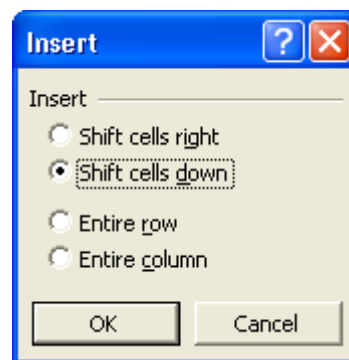 Insert
?
Insert
Shift cells right
Shift cells down
Entire row
Entire column
OK Cancel